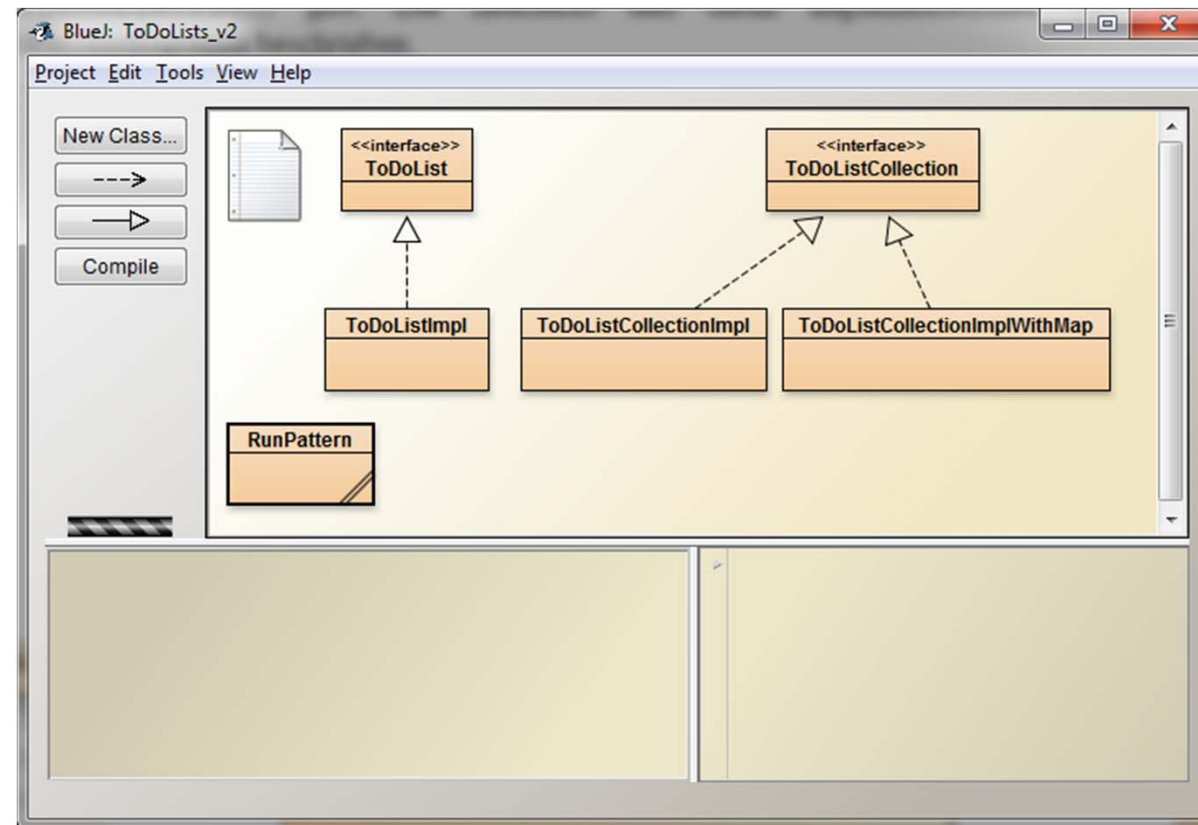 BlueJ: ToDoLists_v2
Project Edit Tools View Help
New Class...
Compile
<<interface>>
ToDoList
<<interface>>
ToDoListCollection
ToDoListImpl
ToDoListCollectionImpl
ToDoListCollectionImplWithMap
RunPattern